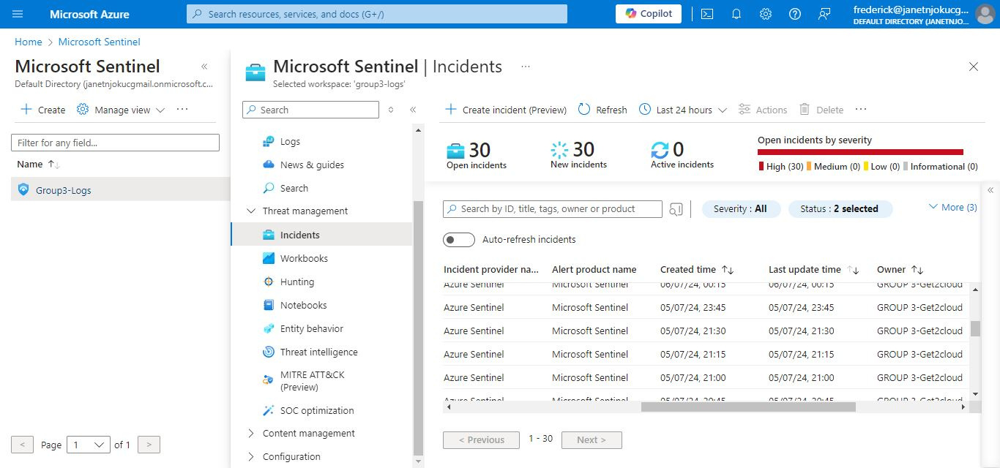 Microsoft Azure
Search resources, services, and docs (G+/)
Copilot
frederick@janetnjokucg...
DEFAULT DIRECTORY (JANETNJO...
Home > Microsoft Sentinel
Microsoft Sentinel
Default Directory (janetnjokucgmail.onmicrosoft.c...
+ Create Manage view ...
Filter for any field...
Name
Group3-Logs
< Page 1 of 1 >
Microsoft Sentinel | Incidents ...
Selected workspace: 'group3-logs'
Search
Logs
News & guides
Search
Threat management
Incidents
Workbooks
Hunting
Notebooks
Entity behavior
Threat intelligence
MITRE ATT&CK
(Preview)
SOC optimization
Content management
Configuration
+ Create incident (Preview) Refresh Last 24 hours Actions Delete ...
30
Open incidents
30
New incidents
0
Active incidents
Open incidents by severity
High (30) Medium (0) Low (0) Informational (0)
Search by ID, title, tags, owner or product
Severity : All
Status : 2 selected
More (3)
Auto-refresh incidents
Incident provider na... Alert product name Created time Last update time Owner
Azure Sentinel Microsoft Sentinel 06/07/24, 00:15 06/07/24, 00:15 GROUP 3-Get2cloud
Azure Sentinel Microsoft Sentinel 05/07/24, 23:45 05/07/24, 23:45 GROUP 3-Get2cloud
Azure Sentinel Microsoft Sentinel 05/07/24, 21:30 05/07/24, 21:30 GROUP 3-Get2cloud
Azure Sentinel Microsoft Sentinel 05/07/24, 21:15 05/07/24, 21:15 GROUP 3-Get2cloud
Azure Sentinel Microsoft Sentinel 05/07/24, 21:00 05/07/24, 21:00 GROUP 3-Get2cloud
Azure Sentinel Microsoft Sentinel 05/07/24, 20:45 05/07/24, 20:45 GROUP 3-Get2cloud
< Previous 1 - 30 Next >